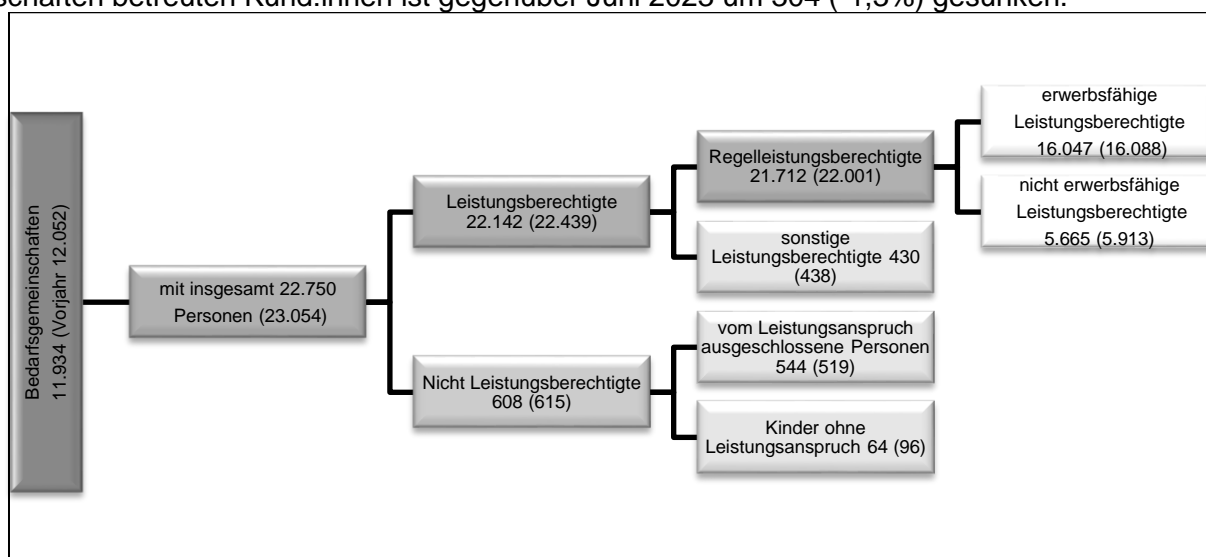 schaften betreuten Kund:innen ist gegenüber Juni 2023 um 304 (-1,3%) gesunken.
Bedarfsgemeinschaften
11.934 (Vorjahr 12.052)
mit insgesamt 22.750
Personen (23.054)
Leistungsberechtigte
22.142 (22.439)
Regelleistungsberechtigte
21.712 (22.001)
erwerbsfähige
Leistungsberechtigte
16.047 (16.088)
nicht erwerbsfähige
Leistungsberechtigte
5.665 (5.913)
sonstige
Leistungsberechtigte 430
(438)
Nicht Leistungsberechtigte
608 (615)
vom Leistungsanspruch
ausgeschlossene Personen
544 (519)
Kinder ohne
Leistungsanspruch 64 (96)